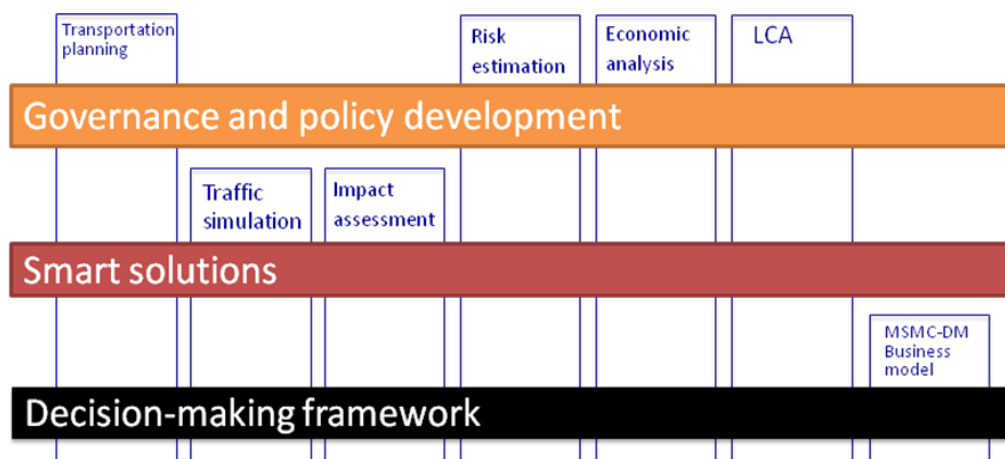 Transportation
planning
Risk
estimation
Economic
analysis
LCA
Governance and policy development
Traffic
simulation
Impact
assessment
Smart solutions
MSMC-DM
Business
model
Decision-making framework